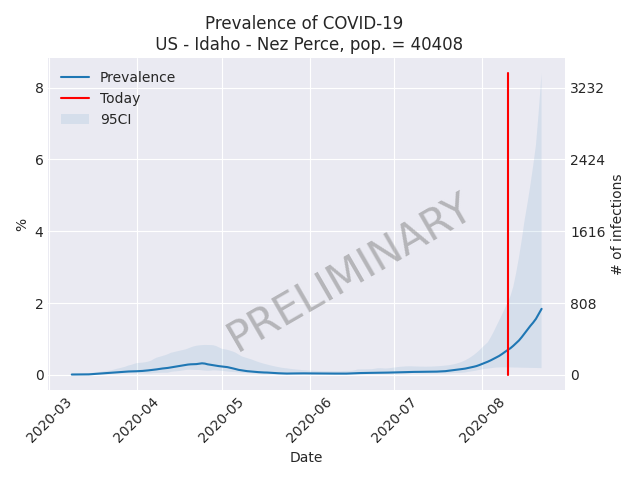 Prevalence of COVID-19
US - Idaho - Nez Perce, pop. = 40408
Prevalence
Today
95CI
8
6
4
2
0
%
3232
2424
1616
808
0
# of infections
PRELIMINARY
2020-03
2020-04
2020-05
2020-06
2020-07
2020-08
Date